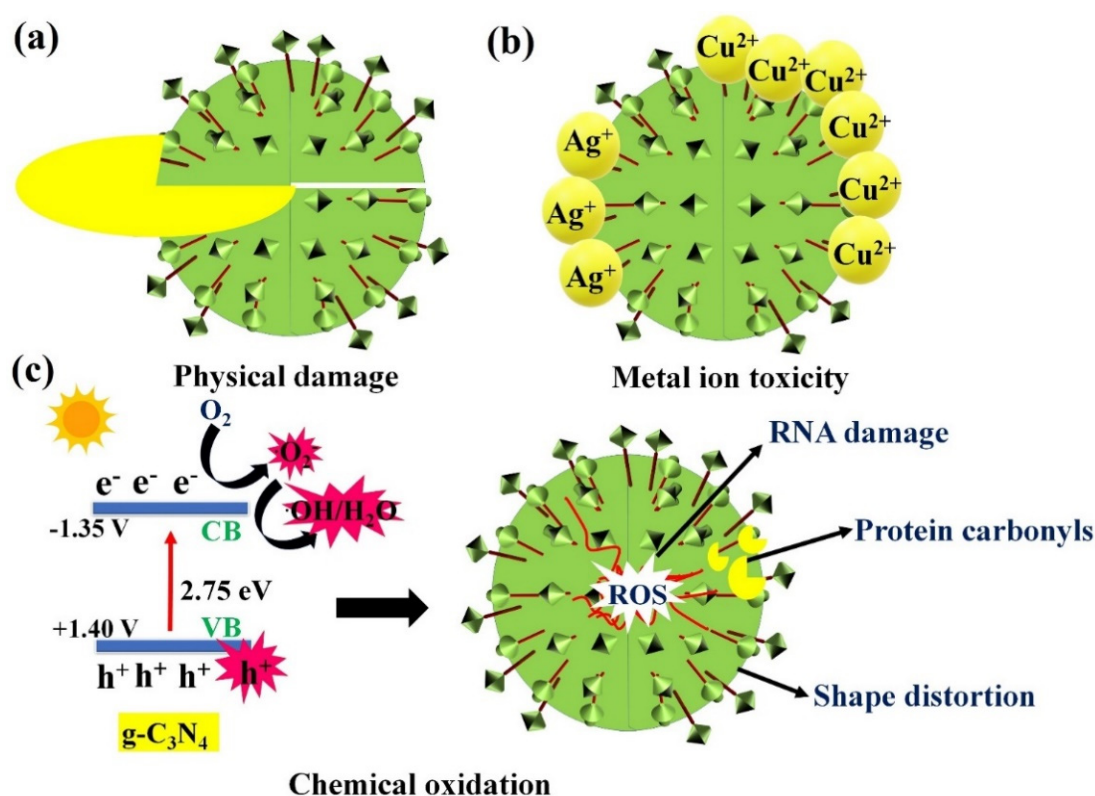 (a)
Physical damage
(b)
Cu²⁺
Cu²⁺
Cu²⁺
Cu²⁺
Cu²⁺
Cu²⁺
Ag⁺
Ag⁺
Ag⁺
Metal ion toxicity
(c)
O₂
O₂
·OH/H₂O
e⁻ e⁻ e⁻
-1.35 V
CB
2.75 eV
+1.40 V
VB
h⁺ h⁺ h⁺ h⁺
g-C₃N₄
ROS
RNA damage
Protein carbonyls
Shape distortion
Chemical oxidation